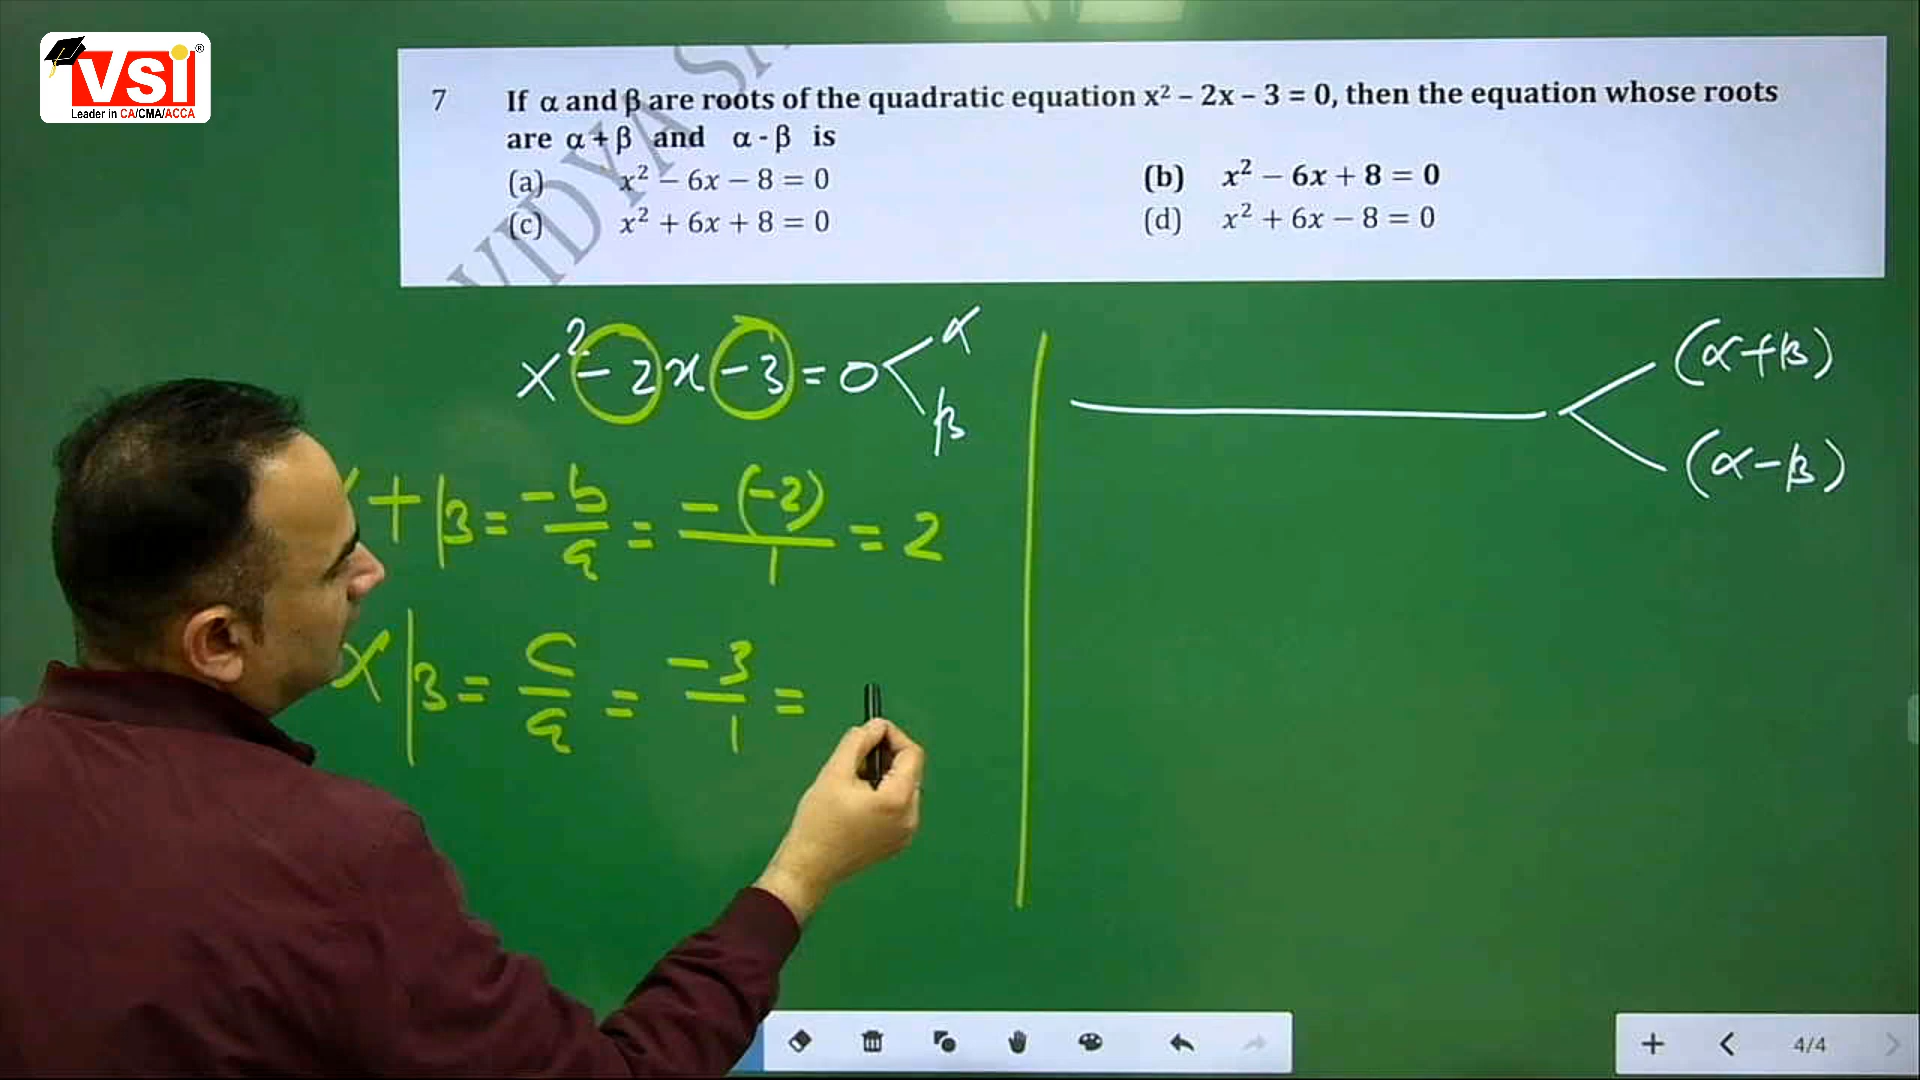 VSI®
Leader in CA/CMA/ACCA
7 If α and β are roots of the quadratic equation x² – 2x – 3 = 0, then the equation whose roots
are α + β and α - β is
(a) x² – 6x – 8 = 0 (b) x² – 6x + 8 = 0
(c) x² + 6x + 8 = 0 (d) x² + 6x – 8 = 0
VIDYA
x² - 2x - 3 = 0 α
β
(α+β)
(α-β)
+ β = -b/a = -(-2)/1 = 2
αβ = c/a = -3/1 =
4/4